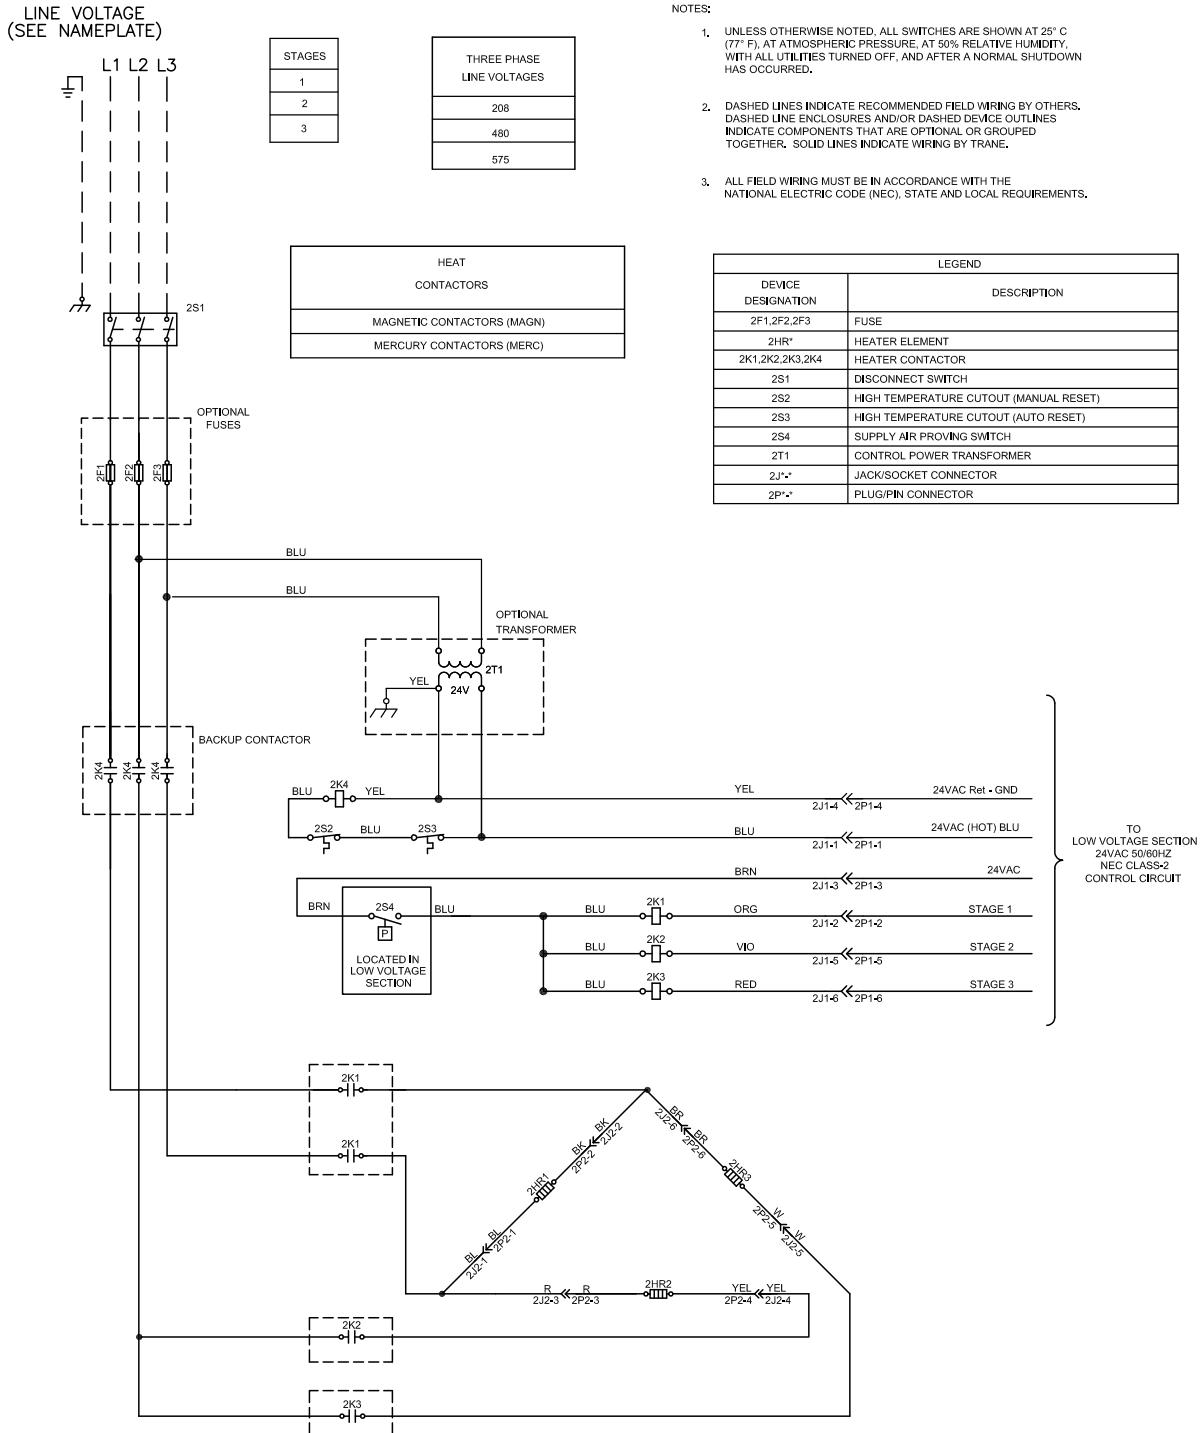 LINE VOLTAGE
(SEE NAMEPLATE)
L1 L2 L3
STAGES
1
2
3
THREE PHASE
LINE VOLTAGES
208
480
575
NOTES:
1. UNLESS OTHERWISE NOTED, ALL SWITCHES ARE SHOWN AT 25° C
(77° F), AT ATMOSPHERIC PRESSURE, AT 50% RELATIVE HUMIDITY,
WITH ALL UTILITIES TURNED OFF, AND AFTER A NORMAL SHUTDOWN
HAS OCCURRED.
2. DASHED LINES INDICATE RECOMMENDED FIELD WIRING BY OTHERS.
DASHED LINE ENCLOSURES AND/OR DASHED DEVICE OUTLINES
INDICATE COMPONENTS THAT ARE OPTIONAL OR GROUPED
TOGETHER. SOLID LINES INDICATE WIRING BY TRANE.
3. ALL FIELD WIRING MUST BE IN ACCORDANCE WITH THE
NATIONAL ELECTRIC CODE (NEC), STATE AND LOCAL REQUIREMENTS.
HEAT
CONTACTORS
MAGNETIC CONTACTORS (MAGN)
MERCURY CONTACTORS (MERC)
LEGEND
DEVICE
DESIGNATION
DESCRIPTION
2F1,2F2,2F3 FUSE
2HR* HEATER ELEMENT
2K1,2K2,2K3,2K4 HEATER CONTACTOR
2S1 DISCONNECT SWITCH
2S2 HIGH TEMPERATURE CUTOUT (MANUAL RESET)
2S3 HIGH TEMPERATURE CUTOUT (AUTO RESET)
2S4 SUPPLY AIR PROVING SWITCH
2T1 CONTROL POWER TRANSFORMER
2J*-* JACK/SOCKET CONNECTOR
2P*-* PLUG/PIN CONNECTOR
2S1
OPTIONAL
FUSES
2F1 2F2 2F3
BLU
BLU
OPTIONAL
TRANSFORMER
2T1
YEL
24V
BACKUP CONTACTOR
2K4 2K4 2K4
BLU 2K4 YEL YEL 2J1-4 2P1-4 24VAC Ret - GND
2S2 BLU 2S3 BLU 2J1-1 2P1-1 24VAC (HOT) BLU
BRN 2J1-3 2P1-3 24VAC
BRN 2S4 BLU
P
LOCATED IN
LOW VOLTAGE
SECTION
BLU 2K1 ORG 2J1-2 2P1-2 STAGE 1
BLU 2K2 VIO 2J1-5 2P1-5 STAGE 2
BLU 2K3 RED 2J1-6 2P1-6 STAGE 3
TO
LOW VOLTAGE SECTION
24VAC 50/60HZ
NEC CLASS-2
CONTROL CIRCUIT
2K1
2K1
BK 2J2-2
BK 2P2-2
2HR1
BL 2P2-1
BL 2J2-1
BR 2J2-6
BR 2P2-6
2HR3
W 2P2-5
W 2J2-5
R R 2HR2 YEL YEL
2J2-3 2P2-3 2P2-4 2J2-4
2K2
2K3